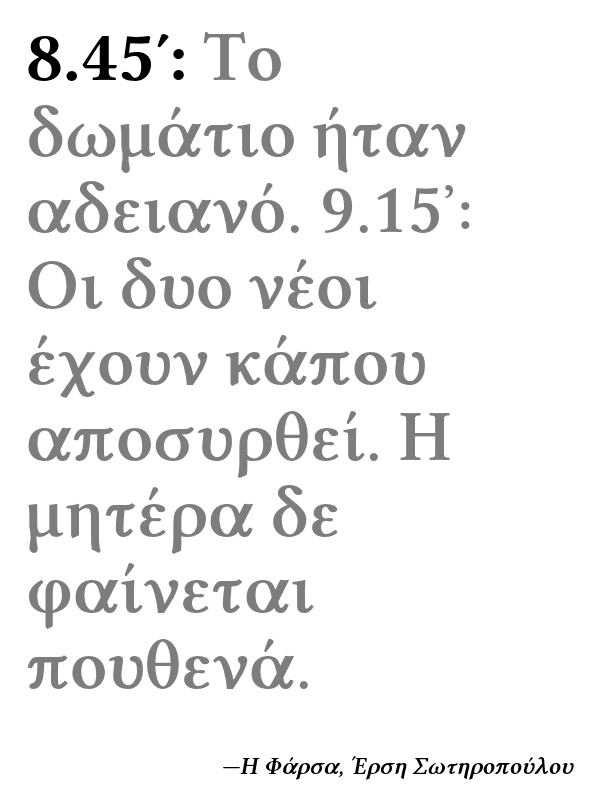 8.45′: Το
δωμάτιο ήταν
αδειανό. 9.15’:
Οι δυο νέοι
έχουν κάπου
αποσυρθεί. Η
μητέρα δε
φαίνεται
πουθενά.
—Η Φάρσα, Έρση Σωτηροπούλου